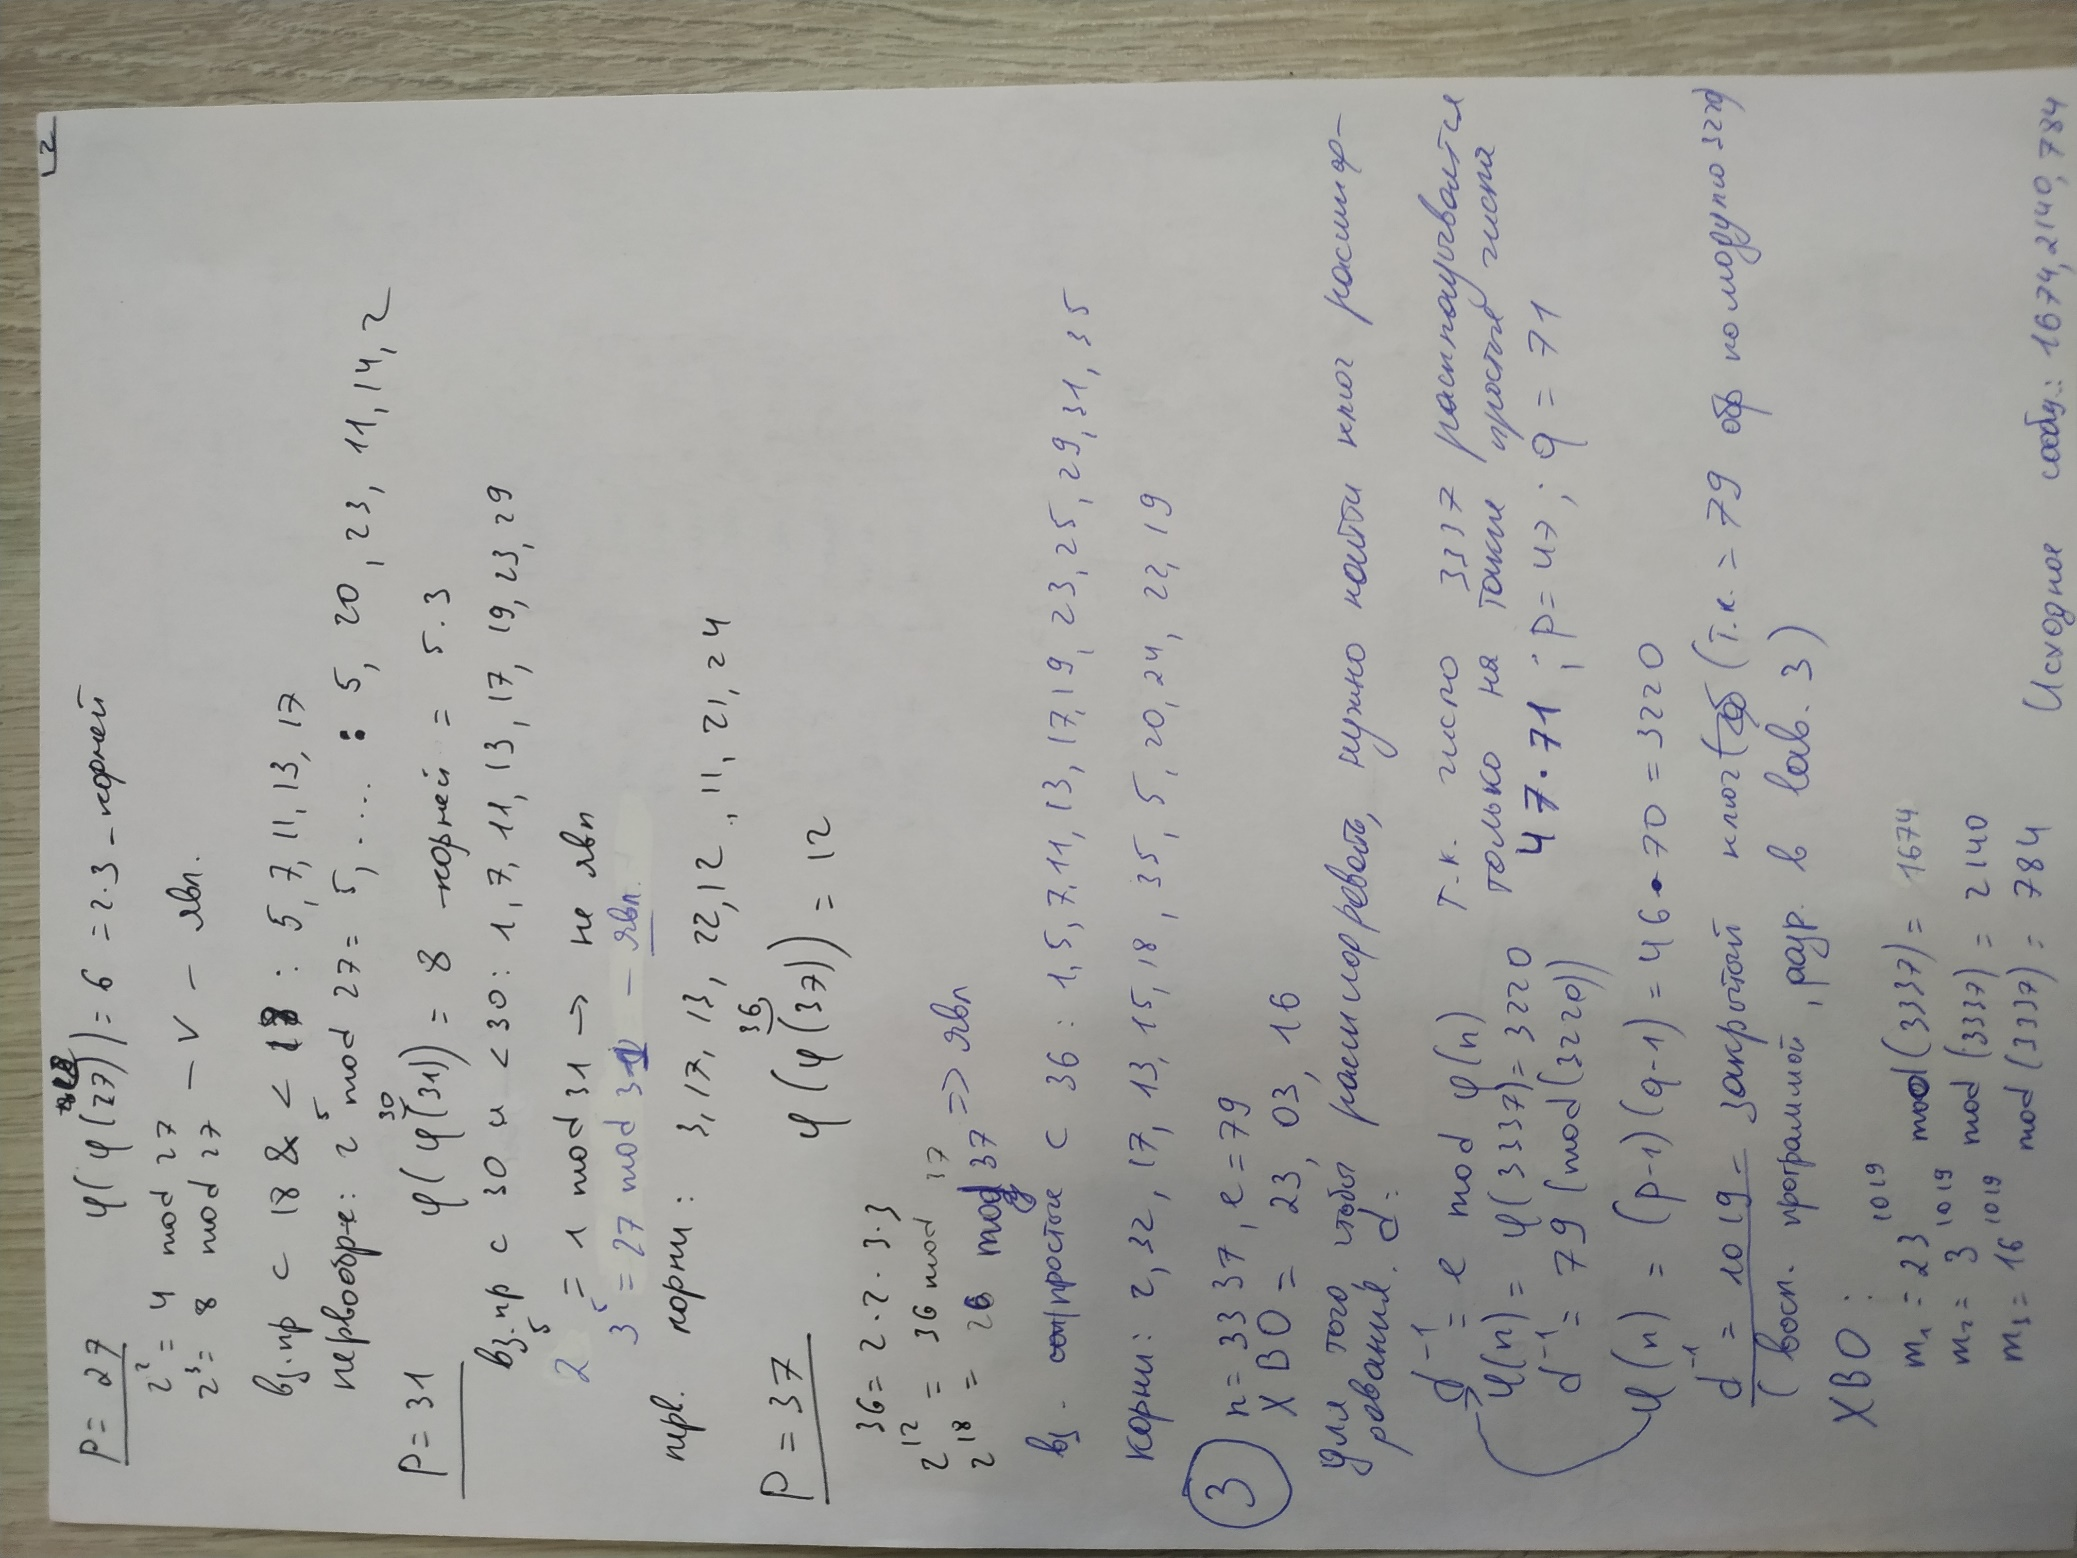 2
P = 27 φ(φ(27)) = 6 = 2·3 – корней
2² = 4 mod 27
2³ = 8 mod 27 – v – явл.
вз.пр с 18 & < 18 : 5, 7, 11, 13, 17
первообр-е: 2⁵ mod 27 = 5, .... : 5, 20, 23, 11, 14, 2
P = 31 φ(φ(31)) = 8 – корней = 5·3
30
вз.пр с 30 и < 30 : 1, 7, 11, 13, 17, 19, 23, 29
2⁵ = 1 mod 31 → не явл
3⁵ = 27 mod 31 – явл.
перв. корни : 3, 17, 13, 22, 12, 11, 21, 24
P = 37 φ(φ(37)) = 12
36
36 = 2·2·3·3
2¹² = 36 mod 37
2¹⁸ = 26 mod 37 => явл
вз. простые с 36 : 1, 5, 7, 11, 13, 17, 19, 23, 25, 29, 31, 35
корни : 2, 32, 17, 13, 15, 18, 35, 5, 20, 24, 22, 19
3 n = 3337, e = 79
ХВО = 23, 03, 16
Для того чтобы расшифровать, нужно найти ключ расшиф-
рования. d:
d⁻¹ = e mod φ(n)
φ(n) = φ(3337) = 3220
d⁻¹ = 79 (mod(3220))
т.к. число 3337 раскладывается
только на такие простые числа
47·71 ; p = 47 ; q = 71
φ(n) = (p-1)(q-1) = 46·70 = 3220
d⁻¹ = 1019 – закрытый ключ (т.к. = 79 обр по модулю 3220)
(восп. программой, разр. в лаб. 3)
ХВО :
m₁ = 23¹⁰¹⁹ mod(3337) = 1674
m₂ = 3¹⁰¹⁹ mod(3337) = 2140
m₃ = 16¹⁰¹⁹ mod(3337) = 784
Исходное сообщ.: 1674, 2140, 784